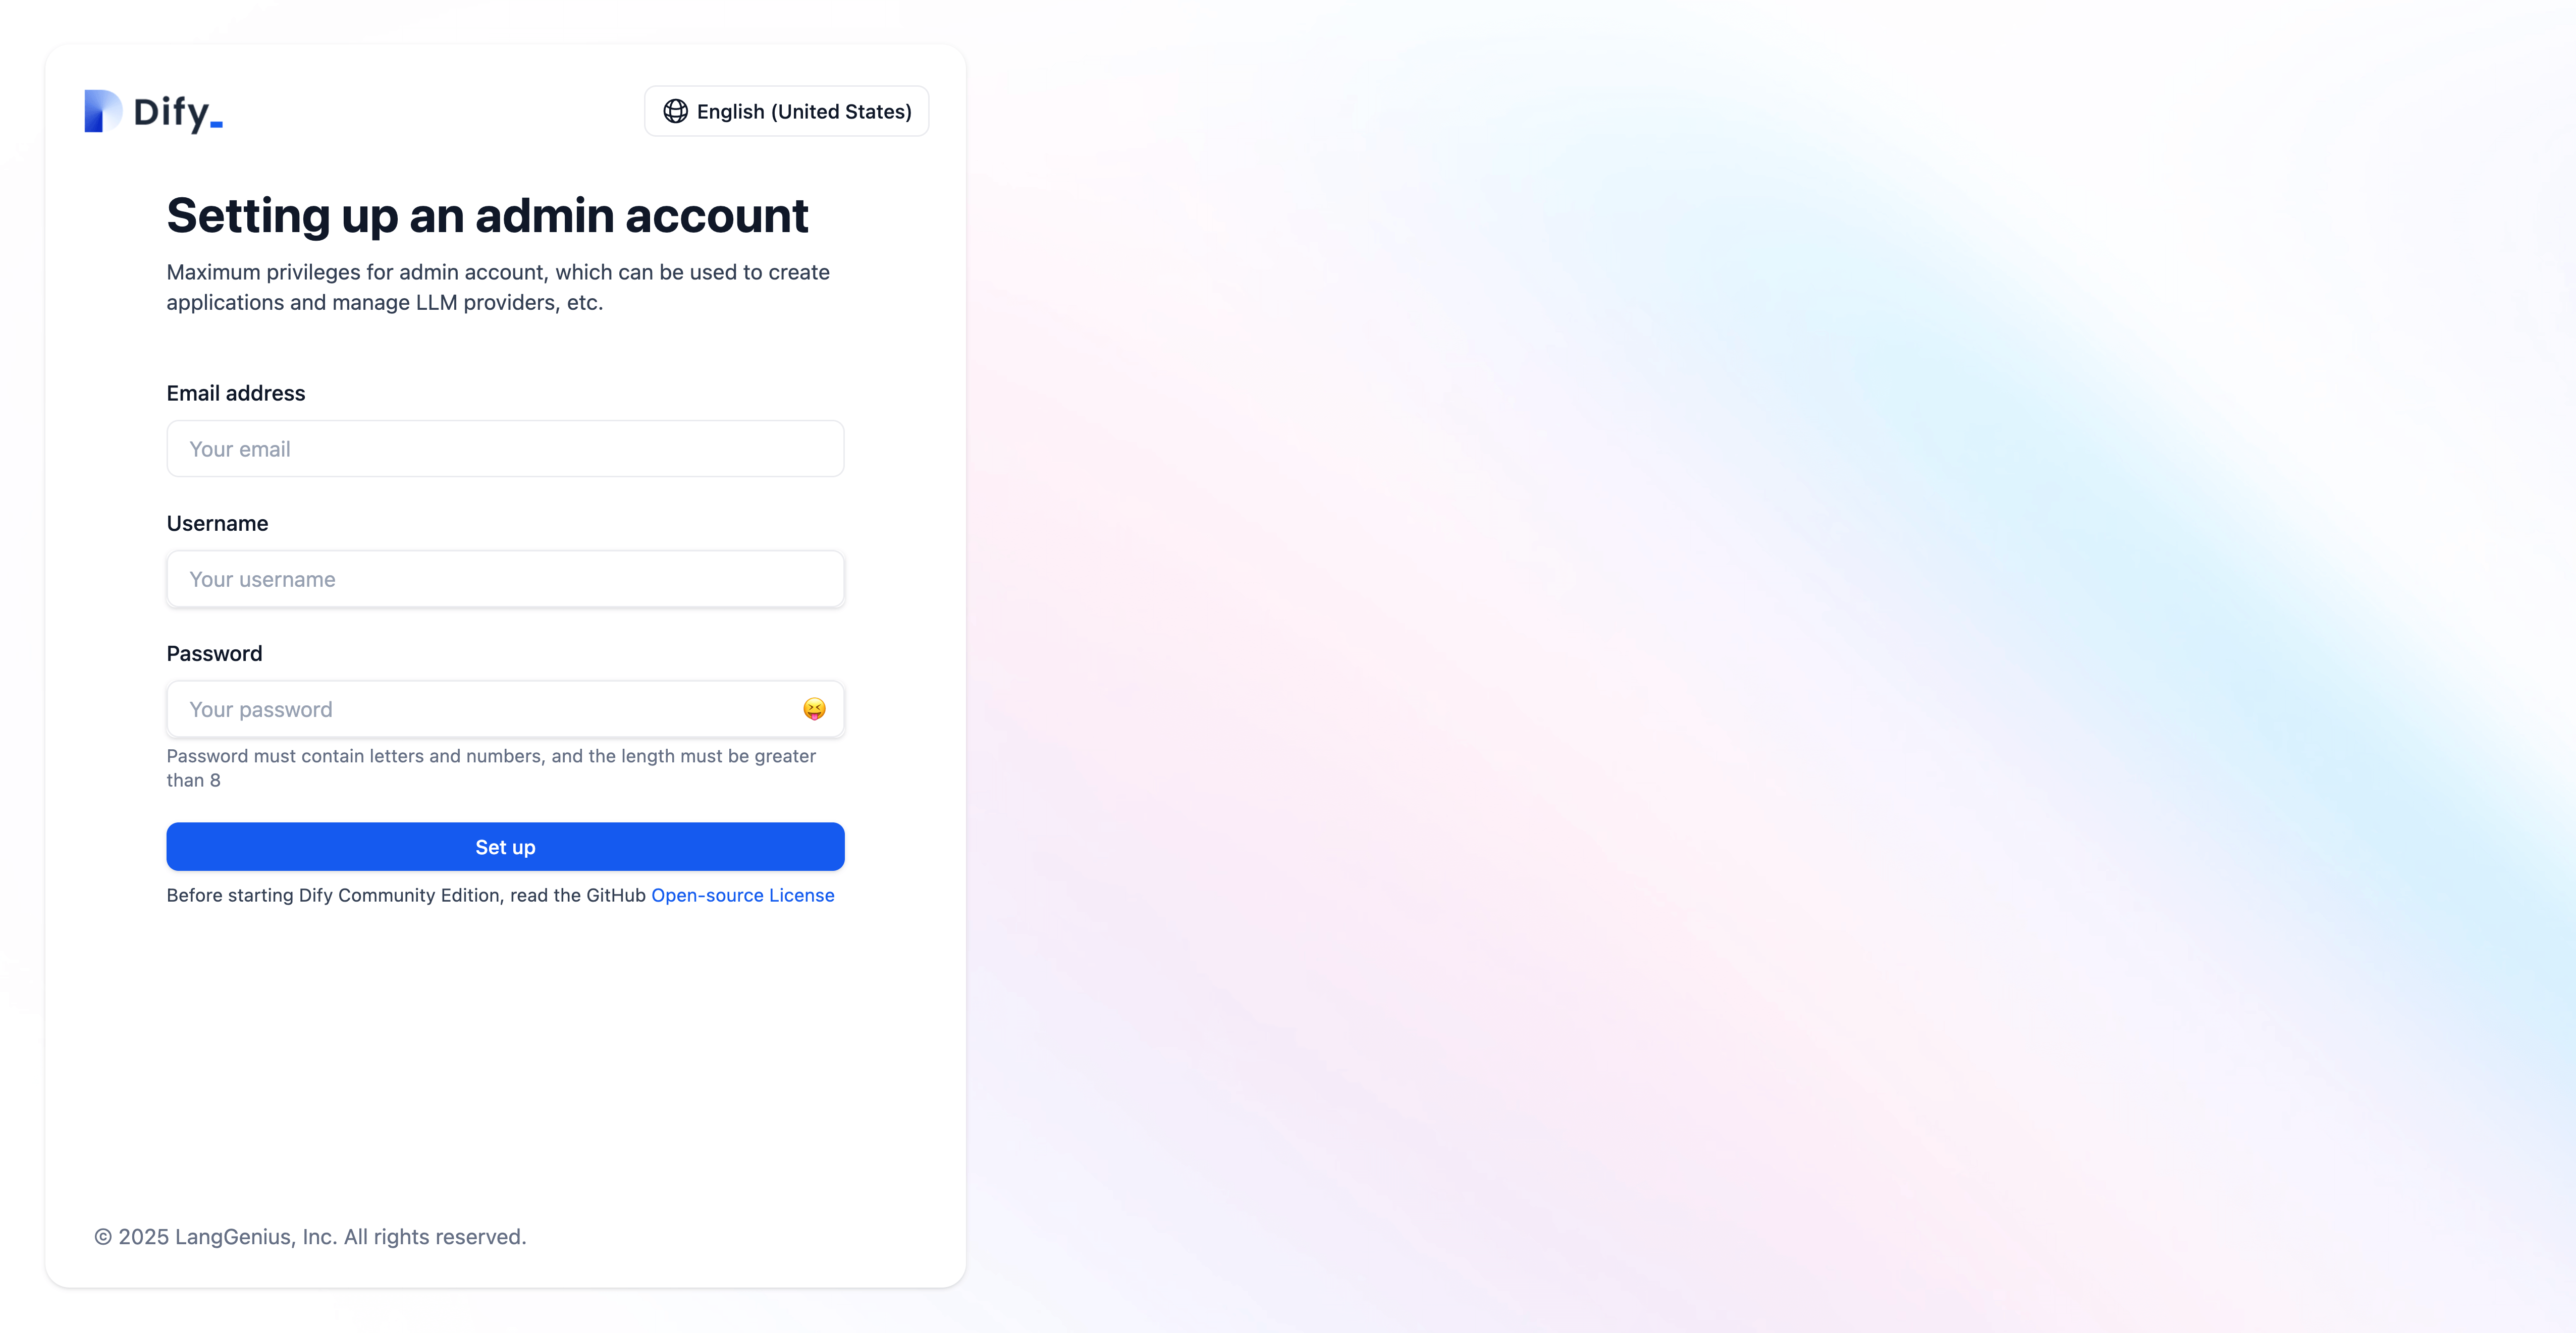 Dify_
English (United States)
Setting up an admin account
Maximum privileges for admin account, which can be used to create
applications and manage LLM providers, etc.
Email address
Your email
Username
Your username
Password
Your password 😝
Password must contain letters and numbers, and the length must be greater
than 8
Set up
Before starting Dify Community Edition, read the GitHub Open-source License
© 2025 LangGenius, Inc. All rights reserved.